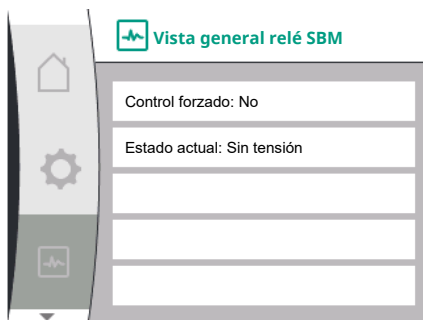 Vista general relé SBM
Control forzado: No
Estado actual: Sin tensión